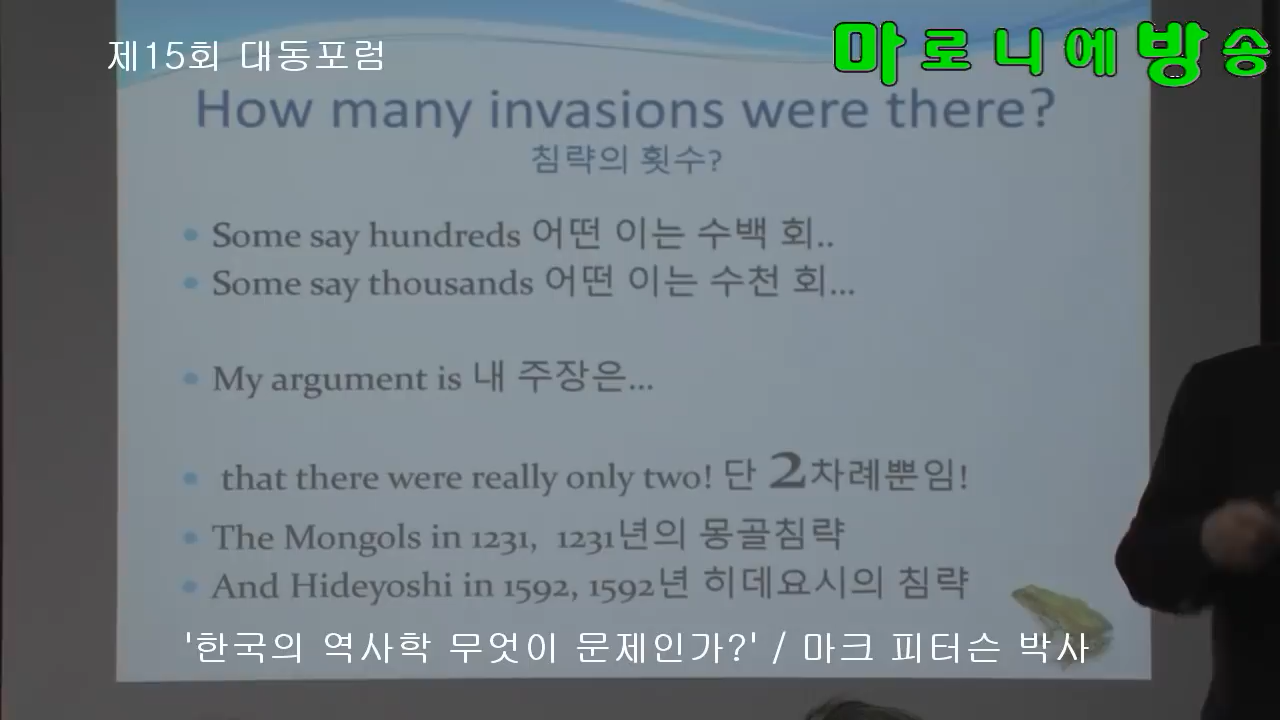 제15회 대동포럼
마로니에방송
How many invasions were there?
침략의 횟수?
• Some say hundreds 어떤 이는 수백 회..
• Some say thousands 어떤 이는 수천 회...
• My argument is 내 주장은...
• that there were really only two! 단 2차례뿐임!
• The Mongols in 1231, 1231년의 몽골침략
• And Hideyoshi in 1592, 1592년 히데요시의 침략
'한국의 역사학 무엇이 문제인가?' / 마크 피터슨 박사